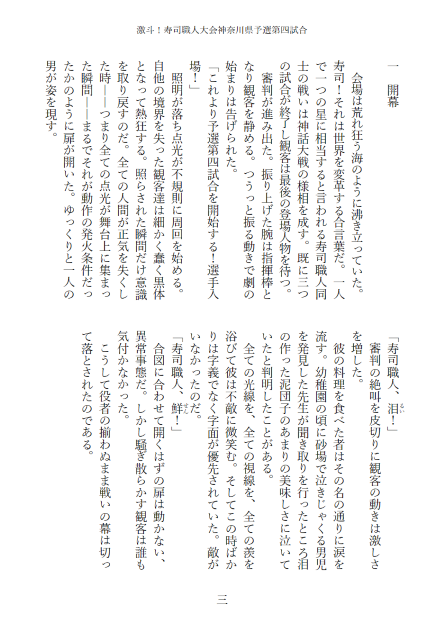 激斗！寿司職人大会神奈川県予選第四試合
一　開幕
　会場は荒れ狂う海のように沸き立っていた。
寿司！それは世界を変革する合言葉だ。一人
で一つの星に相当すると言われる寿司職人同
士の戦いは神話大戦の様相を成す。既に三つ
の試合が終了し観客は最後の登場人物を待つ。
　審判が進み出た。振り上げた腕は指揮棒と
なり観客を静める。つうっと振る動きで劇の
始まりは告げられた。
「これより予選第四試合を開始する！選手入
場！」
　照明が落ち点光が不規則に周回を始める。
自他の境界を失った観客達は細かく蠢く黒体
となって熱狂する。照らされた瞬間だけ意識
を取り戻すのだ。全ての人間が正気を失くし
た時――つまり全ての点光が舞台上に集まっ
た瞬間――まるでそれが動作の発火条件だっ
たかのように扉が開いた。ゆっくりと一人の
男が姿を現す。
「寿司職人、泪！」
　審判の絶叫を皮切りに観客の動きは激しさ
を増した。
　彼の料理を食べた者はその名の通りに涙を
流す。幼稚園の頃に砂場で泣きじゃくる男児
を発見した先生が聞き取りを行ったところ泪
の作った泥団子のあまりの美味しさに泣いて
いたと判明したことがある。
　全ての光線を、全ての視線を、全ての羨を
浴びて彼は不敵に微笑む。そしてこの時ばか
りは字義でなく字面が優先されていた。敵が
いなかったのだ。
「寿司職人、鮮！」
　合図に合わせて開くはずの扉は動かない、
異常事態だ。しかし騒ぎ散らかす観客は誰も
気付かなかった。
　こうして役者の揃わぬまま戦いの幕は切っ
て落とされたのである。
三